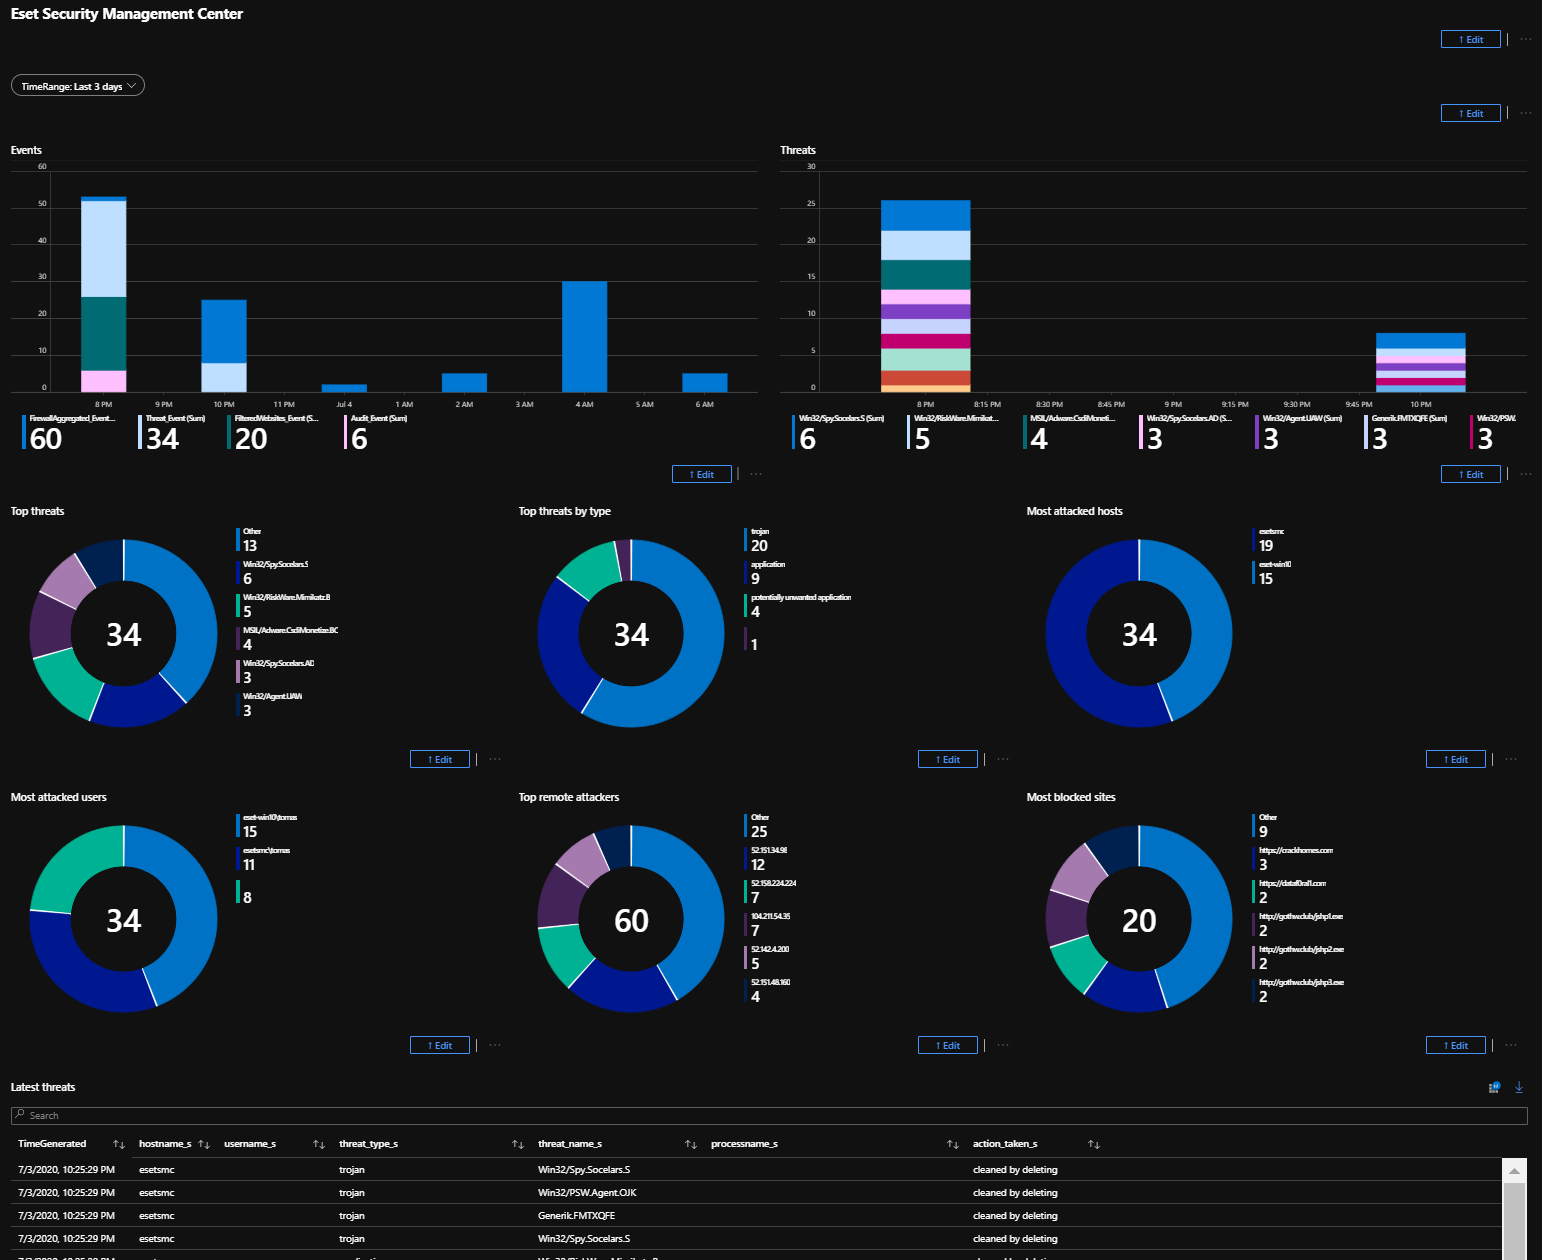 Eset Security Management Center
↑ Edit
TimeRange: Last 3 days
↑ Edit
Events
60
50
40
30
20
10
0
8 PM 9 PM 10 PM 11 PM Jul 4 1 AM 2 AM 3 AM 4 AM 5 AM 6 AM
FirewallAggregated_Event... Threat_Event (Sum) FilteredWebsites_Event (S... Audit_Event (Sum)
60 34 20 6
↑ Edit
Threats
30
25
20
15
10
5
0
8 PM 8:15 PM 8:30 PM 8:45 PM 9 PM 9:15 PM 9:30 PM 9:45 PM 10 PM
Win32/Spy.Socelars.S (Sum) Win32/RiskWare.Mimikat... MSIL/Adware.CsdiMoneti... Win32/Spy.Socelars.AD (S... Win32/Agent.UAW (Sum) Generik.FMTXQFE (Sum) Win32/PSW.
6 5 4 3 3 3 3
↑ Edit
Top threats
34
Other
13
Win32/Spy.Socelars.S
6
Win32/RiskWare.Mimikatz.B
5
MSIL/Adware.CsdiMonetize.BC
4
Win32/Spy.Socelars.AD
3
Win32/Agent.UAW
3
↑ Edit
Top threats by type
34
trojan
20
application
9
potentially unwanted application
4
1
↑ Edit
Most attacked hosts
34
esetsmc
19
eset-win10
15
↑ Edit
Most attacked users
34
eset-win10\tomas
15
esetsmc\tomas
11
8
↑ Edit
Top remote attackers
60
Other
25
52.151.34.98
12
52.158.224.224
7
104.211.54.35
7
52.142.4.200
5
52.151.48.160
4
↑ Edit
Most blocked sites
20
Other
9
https://crackhomes.com
3
https://dataf0ral1.com
2
http://gothw.club/jshp1.exe
2
http://gothw.club/jshp2.exe
2
http://gothw.club/jshp3.exe
2
↑ Edit
Latest threats
Search
TimeGenerated hostname_s username_s threat_type_s threat_name_s processname_s action_taken_s
7/3/2020, 10:25:29 PM esetsmc trojan Win32/Spy.Socelars.S cleaned by deleting
7/3/2020, 10:25:29 PM esetsmc trojan Win32/PSW.Agent.OJK cleaned by deleting
7/3/2020, 10:25:29 PM esetsmc trojan Generik.FMTXQFE cleaned by deleting
7/3/2020, 10:25:29 PM esetsmc trojan Win32/Spy.Socelars.S cleaned by deleting